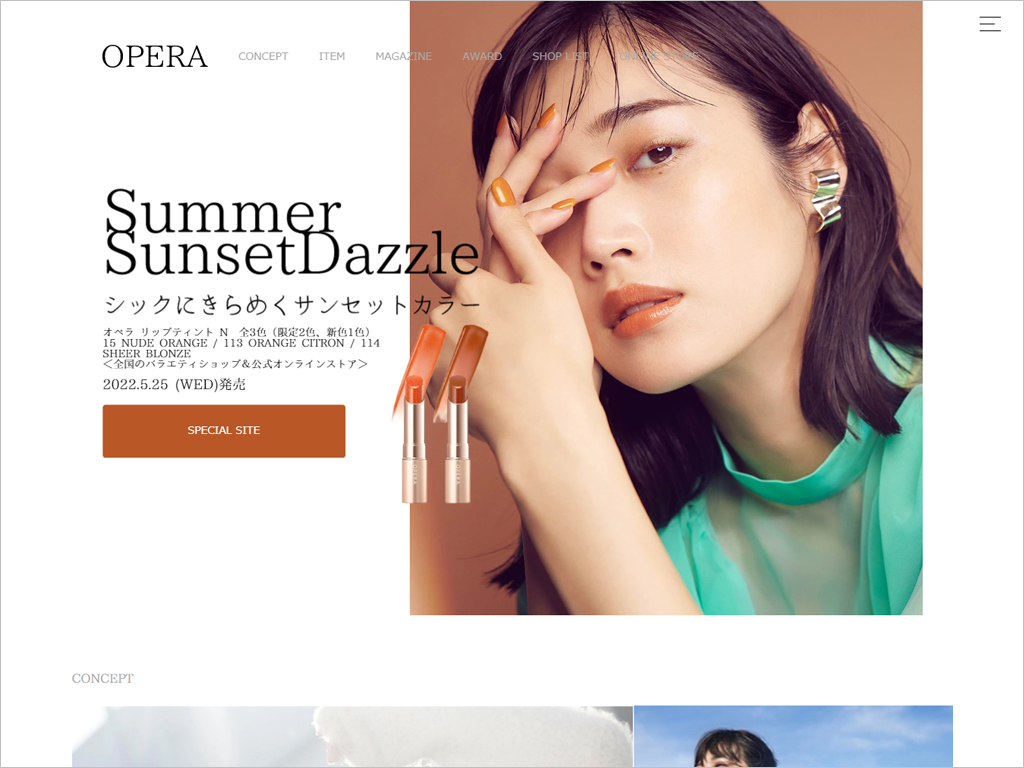 OPERA
CONCEPT ITEM MAGAZINE AWARD SHOP LIST ONLINE STORE
Summer
SunsetDazzle
シックにきらめくサンセットカラー
オペラ リップティント N 全3色（限定2色、新色1色）
15 NUDE ORANGE / 113 ORANGE CITRON / 114
SHEER BLONZE
＜全国のバラエティショップ＆公式オンラインストア＞
2022.5.25 (WED)発売
SPECIAL SITE
CONCEPT